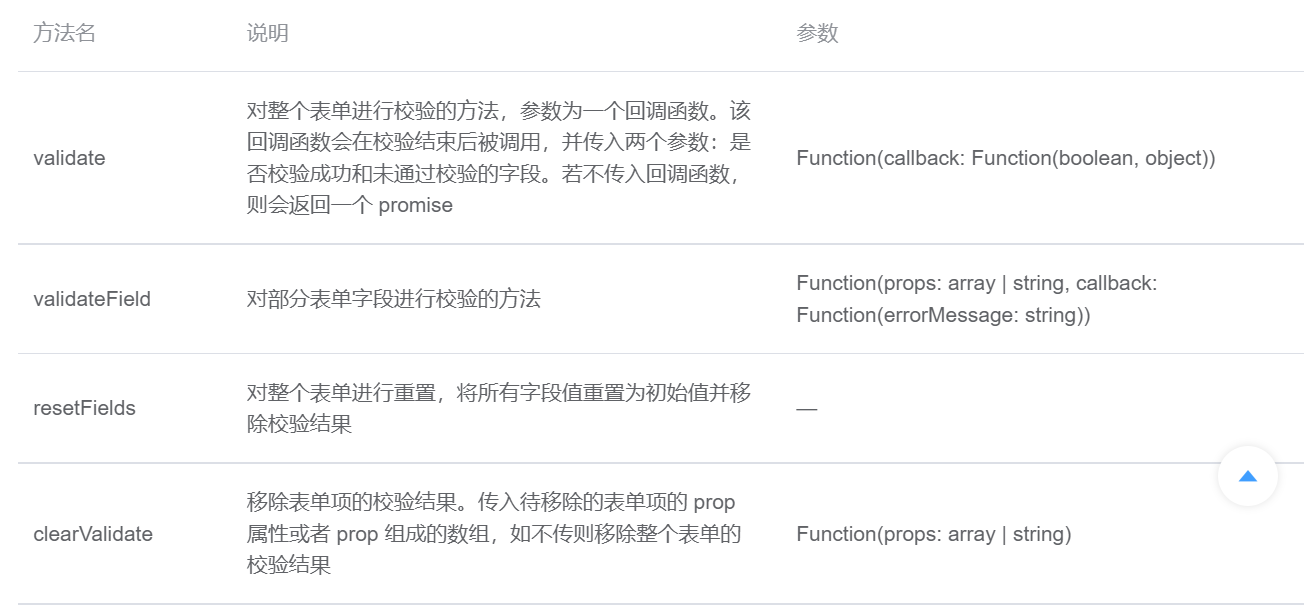 方法名 说明 参数
对整个表单进行校验的方法，参数为一个回调函数。该
回调函数会在校验结束后被调用，并传入两个参数：是
validate
否校验成功和未通过校验的字段。若不传入回调函数，
则会返回一个 promise
Function(callback: Function(boolean, object))
validateField
对部分表单字段进行校验的方法
Function(props: array | string, callback:
Function(errorMessage: string))
resetFields
对整个表单进行重置，将所有字段值重置为初始值并移
除校验结果
—
clearValidate
移除表单项的校验结果。传入待移除的表单项的 prop
属性或者 prop 组成的数组，如不传则移除整个表单的
校验结果
Function(props: array | string)